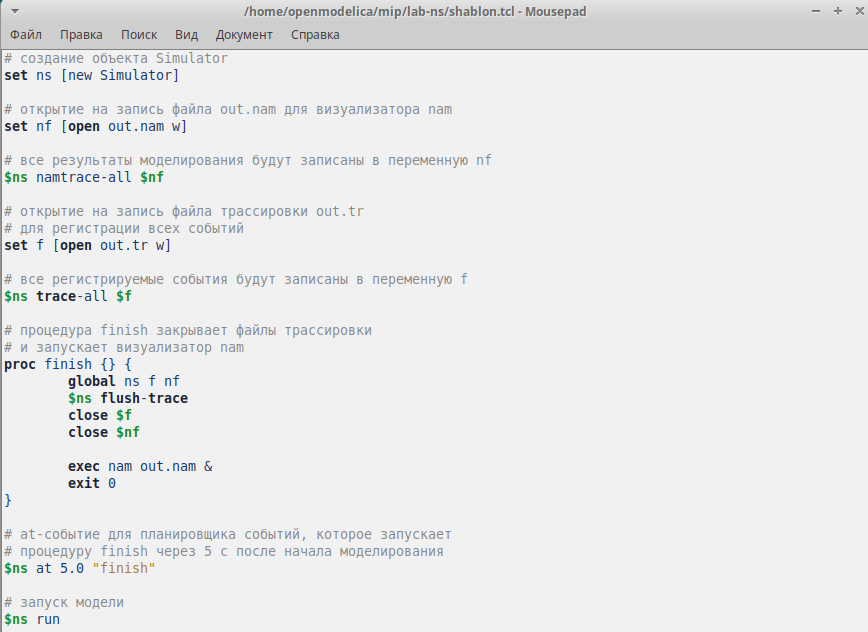 /home/openmodelica/mip/lab-ns/shablon.tcl - Mousepad
Файл Правка Поиск Вид Документ Справка
# создание объекта Simulator
set ns [new Simulator]
# открытие на запись файла out.nam для визуализатора nam
set nf [open out.nam w]
# все результаты моделирования будут записаны в переменную nf
$ns namtrace-all $nf
# открытие на запись файла трассировки out.tr
# для регистрации всех событий
set f [open out.tr w]
# все регистрируемые события будут записаны в переменную f
$ns trace-all $f
# процедура finish закрывает файлы трассировки
# и запускает визуализатор nam
proc finish {} {
global ns f nf
$ns flush-trace
close $f
close $nf
exec nam out.nam &
exit 0
}
# at-событие для планировщика событий, которое запускает
# процедуру finish через 5 с после начала моделирования
$ns at 5.0 "finish"
# запуск модели
$ns run